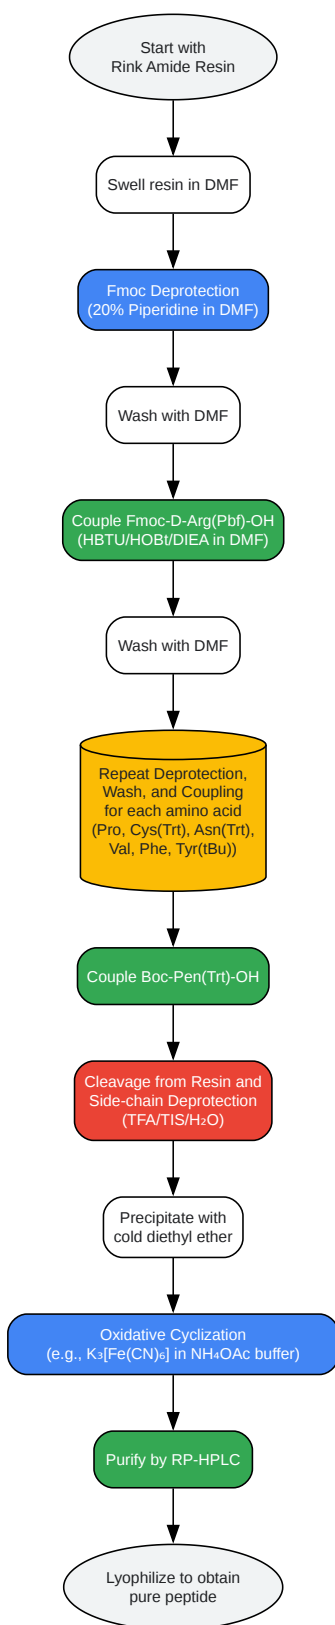 Start with
Rink Amide Resin
Swell resin in DMF
Fmoc Deprotection
(20% Piperidine in DMF)
Wash with DMF
Couple Fmoc-D-Arg(Pbf)-OH
(HBTU/HOBt/DIEA in DMF)
Wash with DMF
Repeat Deprotection,
Wash, and Coupling
for each amino acid
(Pro, Cys(Trt), Asn(Trt),
Val, Phe, Tyr(tBu))
Couple Boc-Pen(Trt)-OH
Cleavage from Resin and
Side-chain Deprotection
(TFA/TIS/H₂O)
Precipitate with
cold diethyl ether
Oxidative Cyclization
(e.g., K₃[Fe(CN)₆] in NH₄OAc buffer)
Purify by RP-HPLC
Lyophilize to obtain
pure peptide